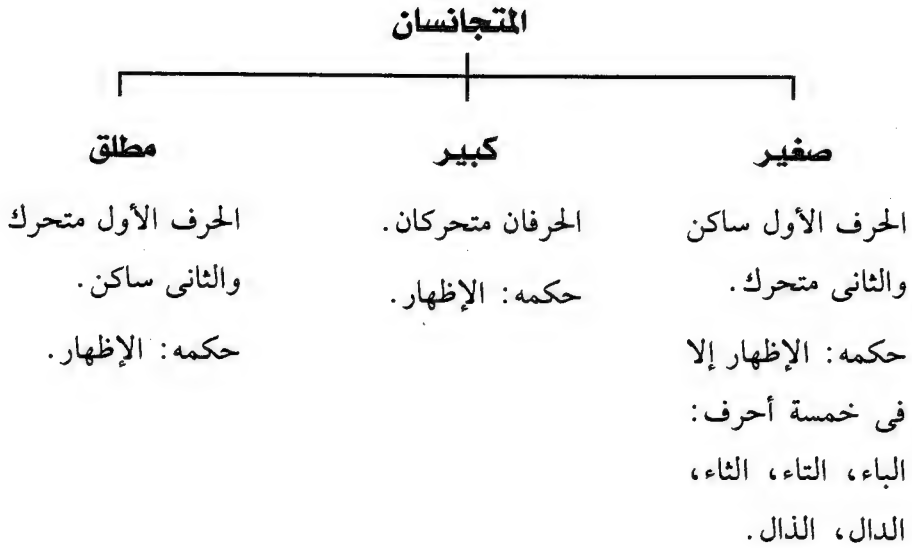 المتجانسان
صغير
الحرف الأول ساكن
والثانى متحرك.
حكمه: الإظهار إلا
فى خمسة أحرف:
الباء، التاء، الثاء،
الدال، الذال.
كبير
الحرفان متحركان.
حكمه: الإظهار.
مطلق
الحرف الأول متحرك
والثانى ساكن.
حكمه: الإظهار.